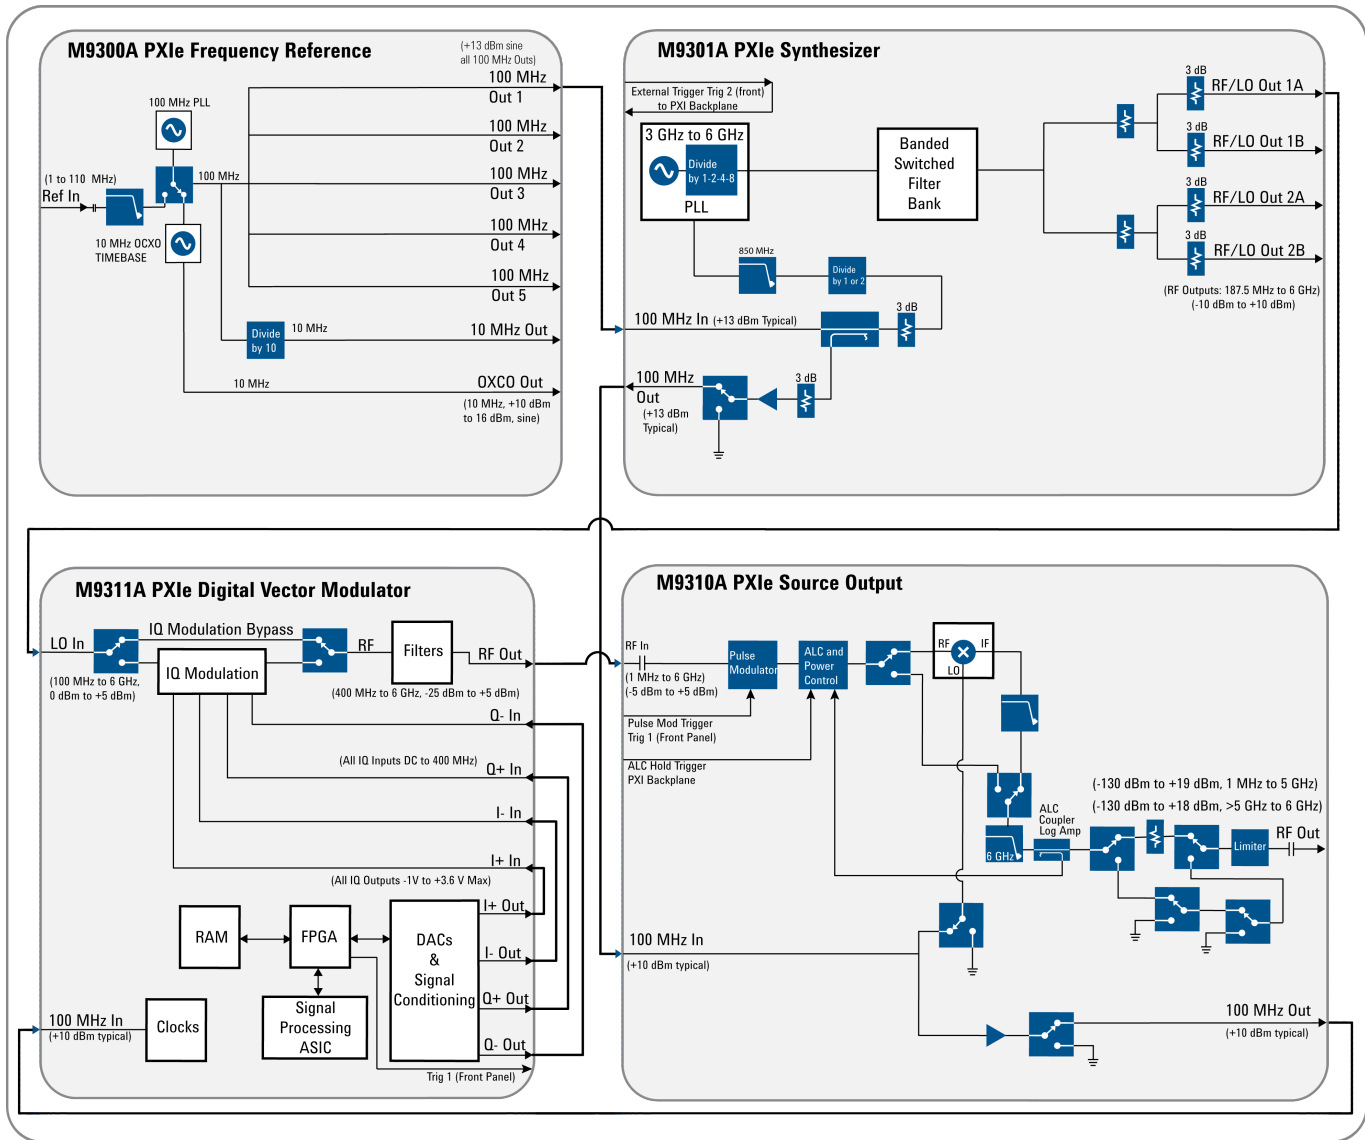 M9300A PXIe Frequency Reference
(+13 dBm sine
all 100 MHz Outs)
100 MHz
Out 1
100 MHz PLL
100 MHz
Out 2
(1 to 110 MHz)
Ref In
100 MHz
100 MHz
Out 3
10 MHz OCXO
TIMEBASE
100 MHz
Out 4
100 MHz
Out 5
Divide
by 10
10 MHz
10 MHz Out
10 MHz
OXCO Out
(10 MHz, +10 dBm
to 16 dBm, sine)
M9301A PXIe Synthesizer
External Trigger Trig 2 (front)
to PXI Backplane
3 GHz to 6 GHz
Divide
by 1-2-4-8
PLL
Banded
Switched
Filter
Bank
3 dB
RF/LO Out 1A
3 dB
RF/LO Out 1B
3 dB
RF/LO Out 2A
3 dB
RF/LO Out 2B
(RF Outputs: 187.5 MHz to 6 GHz)
(-10 dBm to +10 dBm)
850 MHz
Divide
by 1 or 2
3 dB
100 MHz In (+13 dBm Typical)
100 MHz
Out
(+13 dBm
Typical)
3 dB
M9311A PXIe Digital Vector Modulator
LO In
IQ Modulation Bypass
IQ Modulation
RF
Filters
RF Out
(100 MHz to 6 GHz,
0 dBm to +5 dBm)
(400 MHz to 6 GHz, -25 dBm to +5 dBm)
Q- In
(All IQ Inputs DC to 400 MHz)
Q+ In
I- In
I+ In
(All IQ Outputs -1V to +3.6 V Max)
I+ Out
RAM
FPGA
DACs
&
Signal
Conditioning
I- Out
Q+ Out
Signal
Processing
ASIC
Q- Out
100 MHz In
(+10 dBm typical)
Clocks
Trig 1 (Front Panel)
M9310A PXIe Source Output
RF In
(1 MHz to 6 GHz)
(-5 dBm to +5 dBm)
Pulse
Modulator
ALC and
Power
Control
RF
IF
LO
Pulse Mod Trigger
Trig 1 (Front Panel)
ALC Hold Trigger
PXI Backplane
(-130 dBm to +19 dBm, 1 MHz to 5 GHz)
(-130 dBm to +18 dBm, >5 GHz to 6 GHz)
ALC
Coupler
Log Amp
6 GHz
Limiter
RF Out
100 MHz In
(+10 dBm typical)
100 MHz Out
(+10 dBm typical)